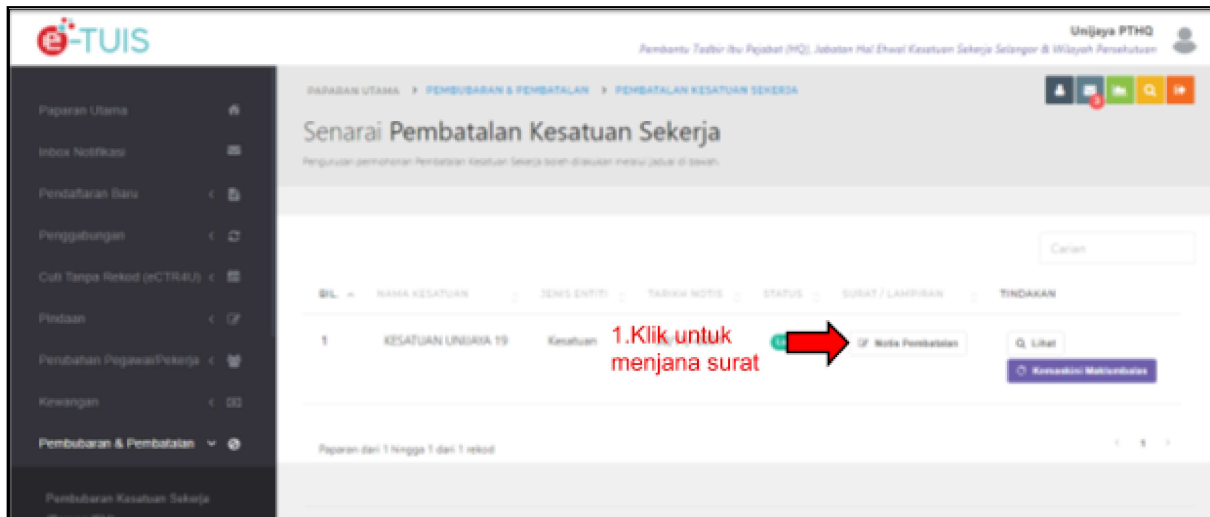 e-TUIS
Unijaya PTHQ
Pembantu Tadbir Ibu Pejabat (HQ), Jabatan Hal Ehwal Kesatuan Sekerja Selangor & Wilayah Persekutuan
PAPARAN UTAMA > PEMBUBARAN & PEMBATALAN > PEMBATALAN KESATUAN SEKERJA
3
Senarai Pembatalan Kesatuan Sekerja
Pengurusan permohonan Pembatalan Kesatuan Sekerja boleh dilakukan melalui jadual di bawah.
Paparan Utama
Inbox Notifikasi
Pendaftaran Baru
Penggabungan
Cuti Tanpa Rekod (eCTR4U)
Pindaan
Perubahan Pegawai/Pekerja
Kewangan
Pembubaran & Pembatalan
Pembubaran Kesatuan Sekerja
Carian
BIL. NAMA KESATUAN JENIS ENTITI TARIKH NOTIS STATUS SURAT / LAMPIRAN TINDAKAN
1 KESATUAN UNIJAYA 19 Kesatuan Notis Pembatalan Lihat
Kemaskini Maklumbalas
1.Klik untuk
menjana surat
Paparan dari 1 hingga 1 dari 1 rekod
< 1 >